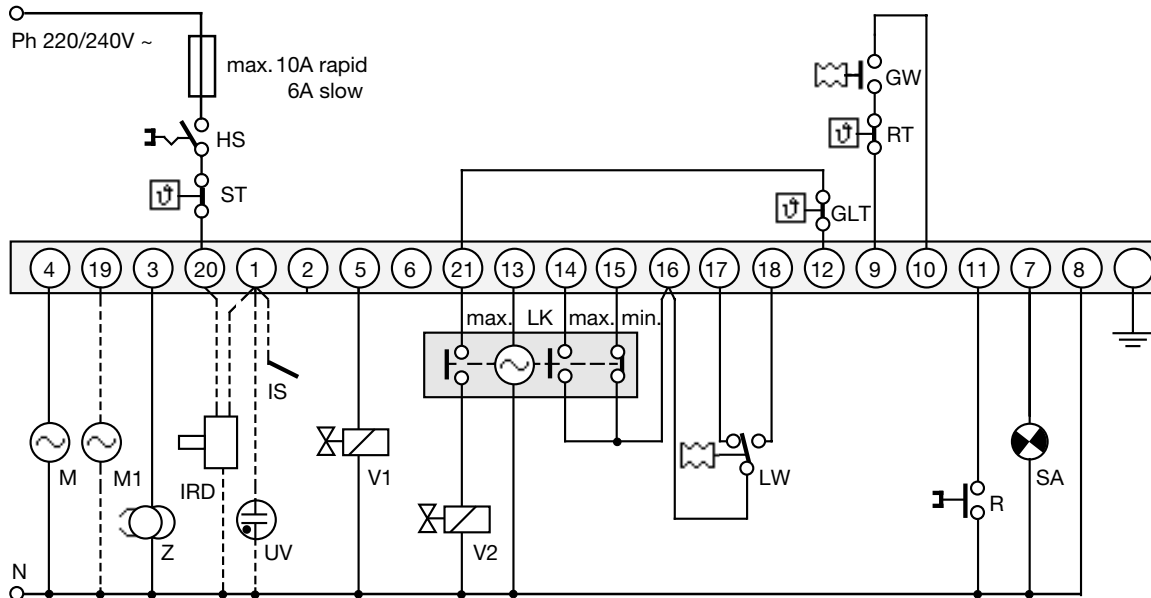 Ph 220/240V ~
max. 10A rapid
6A slow
HS
ST
GW
RT
GLT
4 19 3 20 1 2 5 6 21 13 14 15 16 17 18 12 9 10 11 7 8
max. LK max. min.
IS
M
M1
IRD
Z
UV
V1
V2
LW
R
SA
N
ϑ
ϑ
ϑ